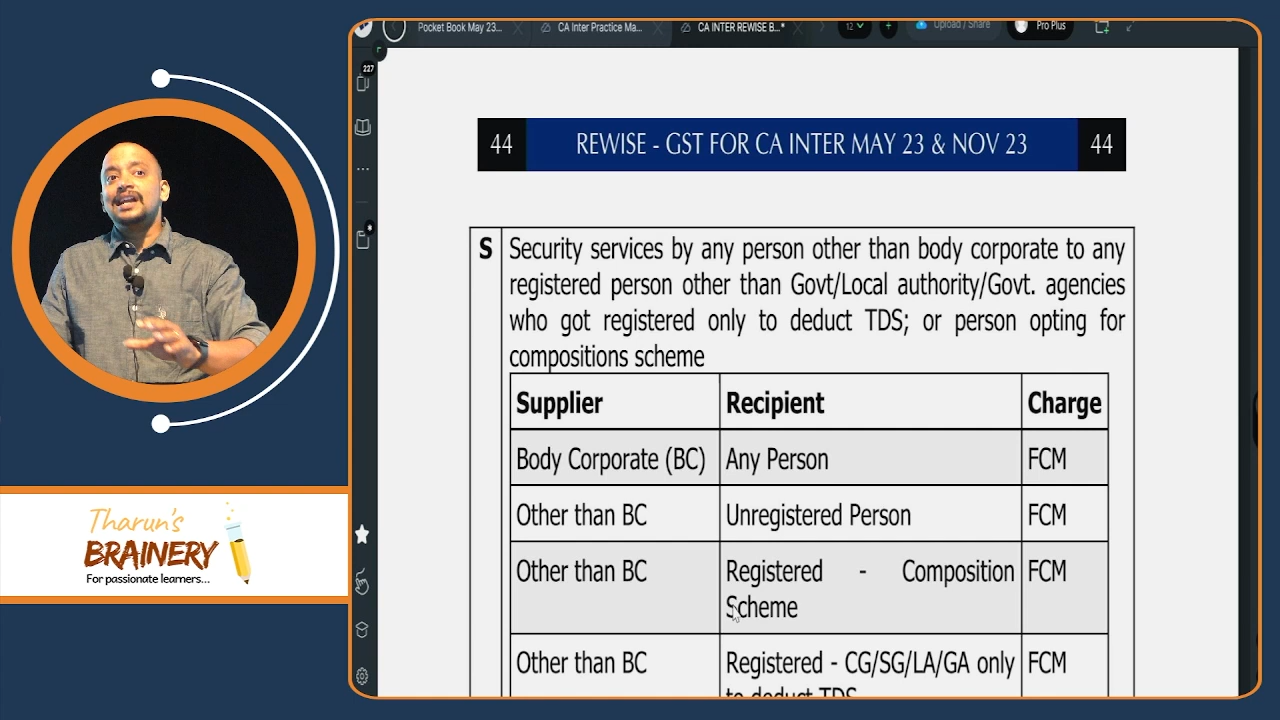 Pocket Book May 23...
CA Inter Practice Ma...
CA INTER REWISE B...*
12
Upload / Share
Pro Plus
227
44
REWISE - GST FOR CA INTER MAY 23 & NOV 23
44
S
Security services by any person other than body corporate to any
registered person other than Govt/Local authority/Govt. agencies
who got registered only to deduct TDS; or person opting for
compositions scheme
Supplier Recipient Charge
Body Corporate (BC) Any Person FCM
Other than BC Unregistered Person FCM
Other than BC Registered - Composition FCM
Scheme
Other than BC Registered - CG/SG/LA/GA only FCM
to deduct TDS
Tharun's
BRAINERY
For passionate learners...